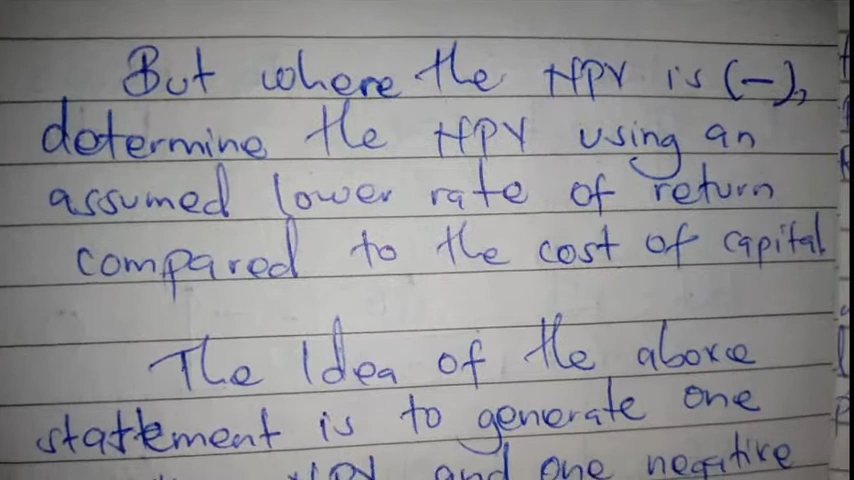 But where the NPV is (-),
determine the NPV using an
assumed lower rate of return
compared to the cost of capital
The Idea of the above
statement is to generate one
NPV and one negative